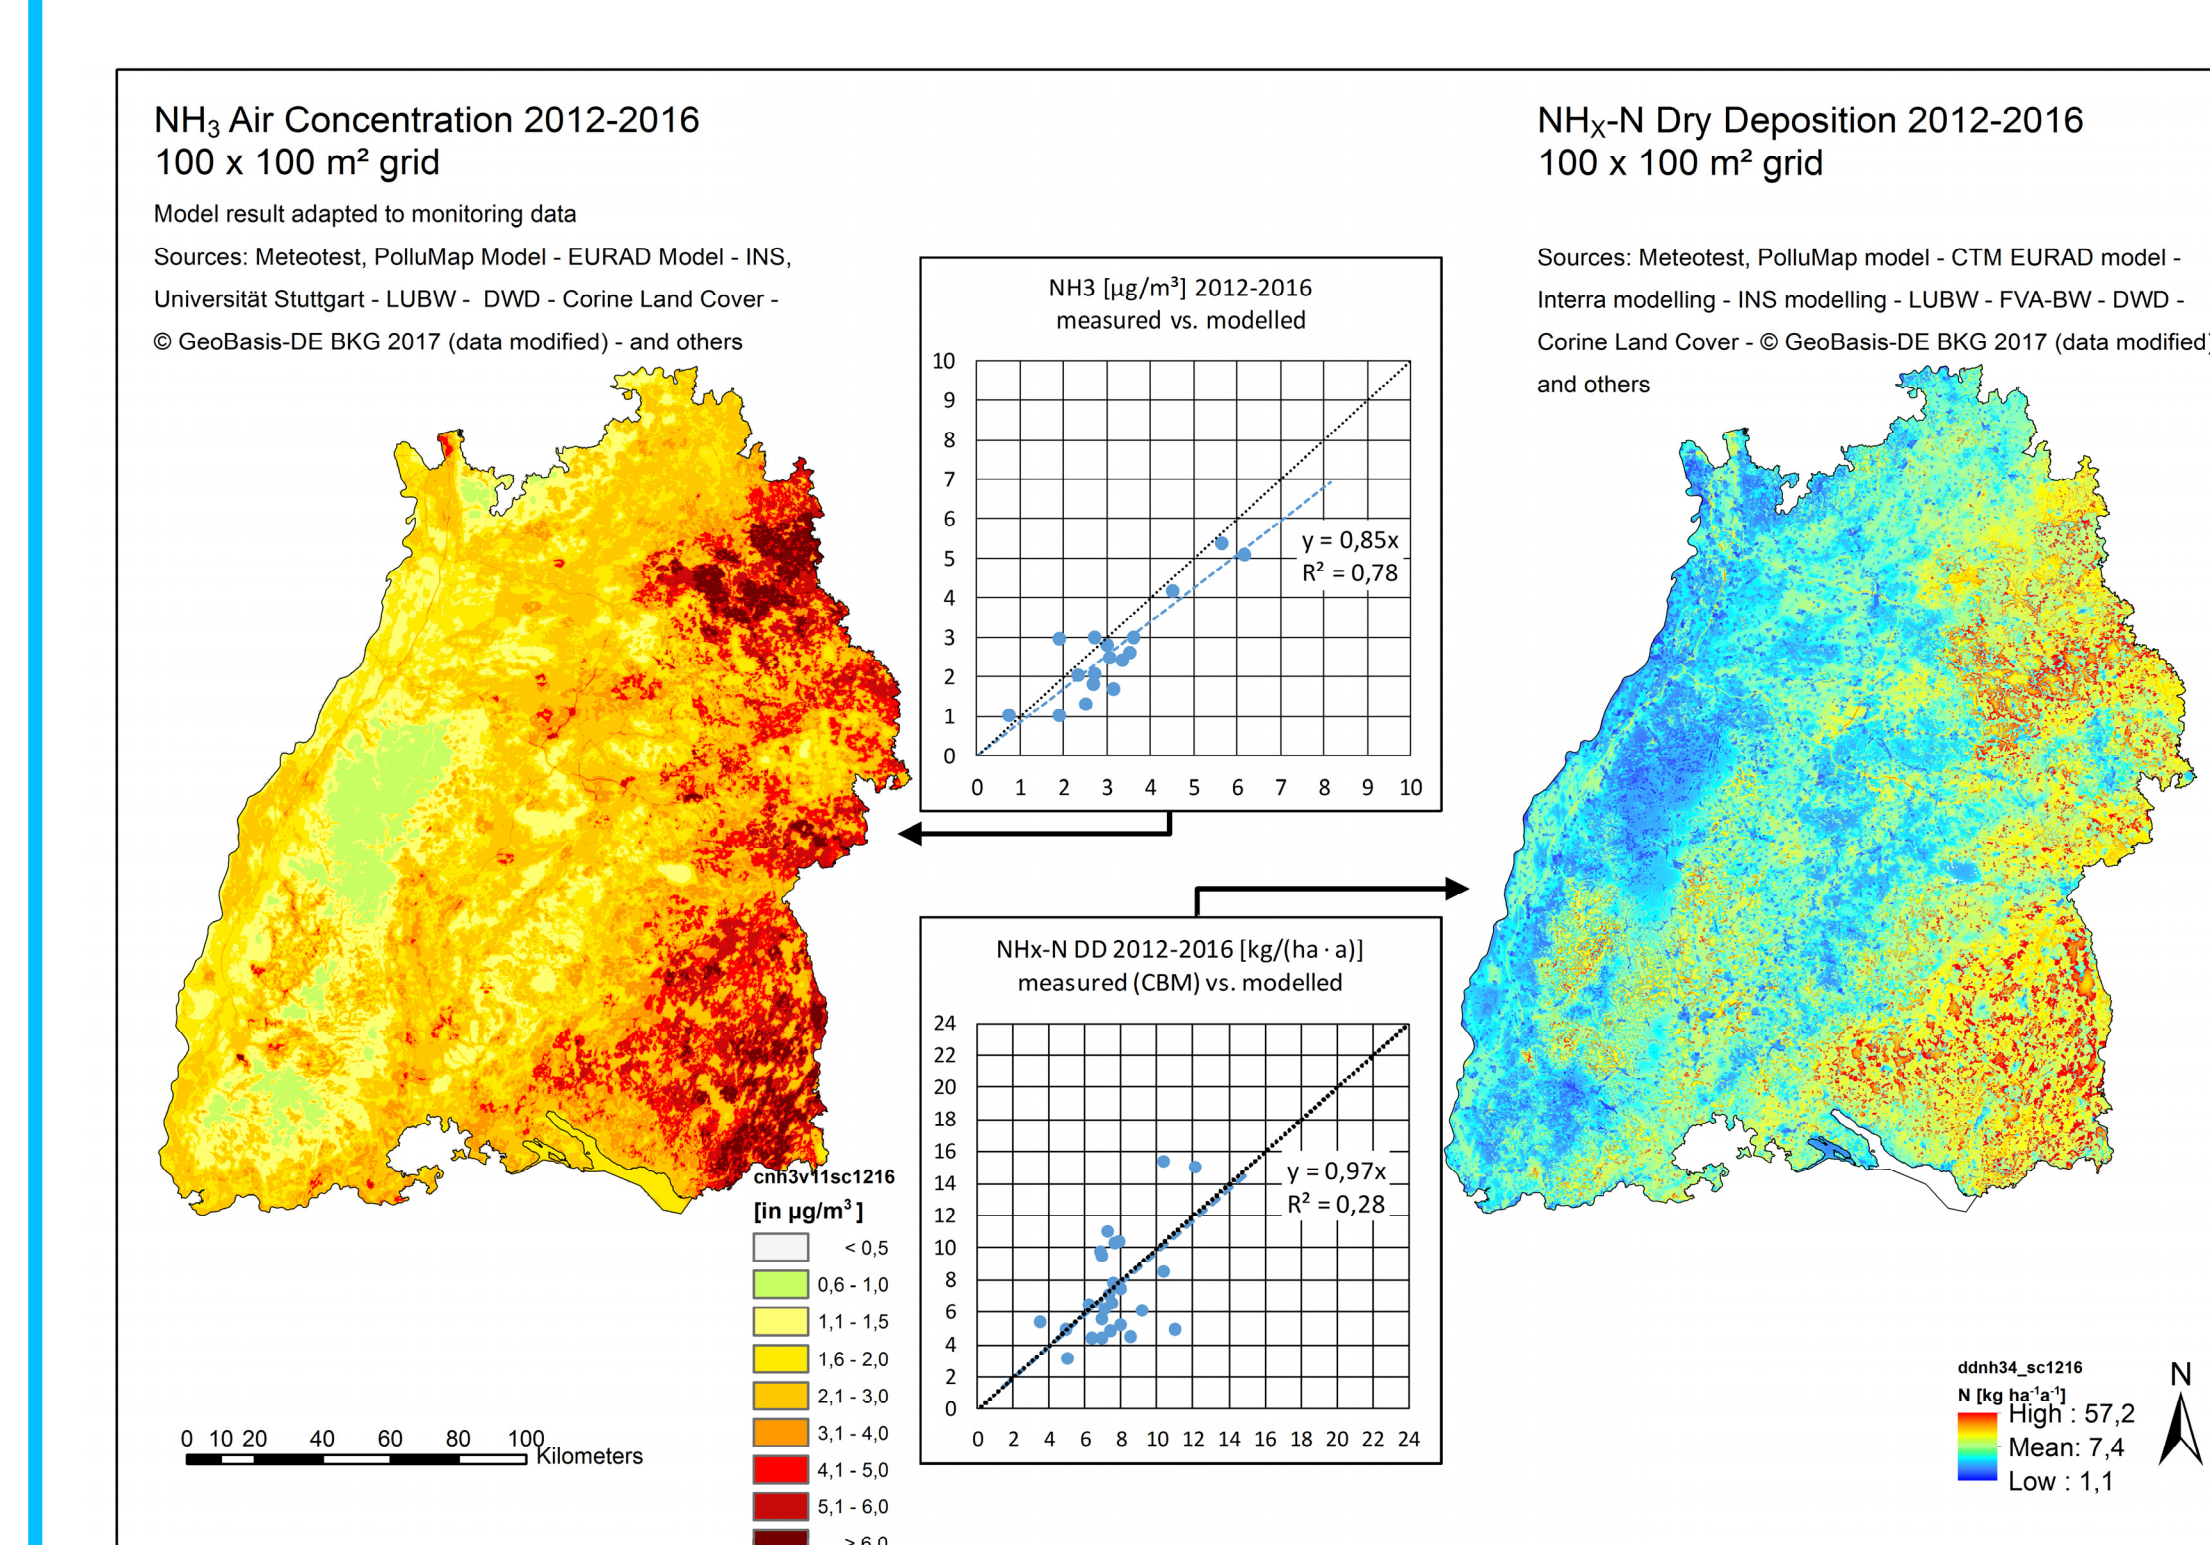 NH₃ Air Concentration 2012-2016
100 x 100 m² grid
Model result adapted to monitoring data
Sources: Meteotest, PolluMap Model - EURAD Model - INS,
Universität Stuttgart - LUBW - DWD - Corine Land Cover -
© GeoBasis-DE BKG 2017 (data modified) - and others
cnh3v11sc1216
[in µg/m³ ]
< 0,5
0,6 - 1,0
1,1 - 1,5
1,6 - 2,0
2,1 - 3,0
3,1 - 4,0
4,1 - 5,0
5,1 - 6,0
> 6,0
0 10 20 40 60 80 100
Kilometers
NH3 [µg/m³] 2012-2016
measured vs. modelled
10
9
8
7
6
5
4
3
2
1
0
y = 0,85x
R² = 0,78
0 1 2 3 4 5 6 7 8 9 10
NHx-N DD 2012-2016 [kg/(ha · a)]
measured (CBM) vs. modelled
24
22
20
18
16
14
12
10
8
6
4
2
0
y = 0,97x
R² = 0,28
0 2 4 6 8 10 12 14 16 18 20 22 24
NHX-N Dry Deposition 2012-2016
100 x 100 m² grid
Sources: Meteotest, PolluMap model - CTM EURAD model -
Interra modelling - INS modelling - LUBW - FVA-BW - DWD -
Corine Land Cover - © GeoBasis-DE BKG 2017 (data modified)
and others
ddnh34_sc1216
N [kg ha⁻¹a⁻¹]
High : 57,2
Mean: 7,4
Low : 1,1
N